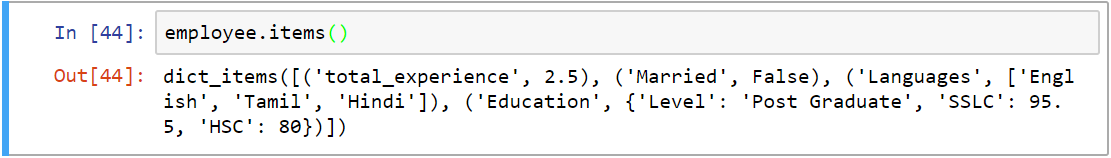 In [44]: employee.items()
Out[44]: dict_items([('total_experience', 2.5), ('Married', False), ('Languages', ['Engl
ish', 'Tamil', 'Hindi']), ('Education', {'Level': 'Post Graduate', 'SSLC': 95.
5, 'HSC': 80})])